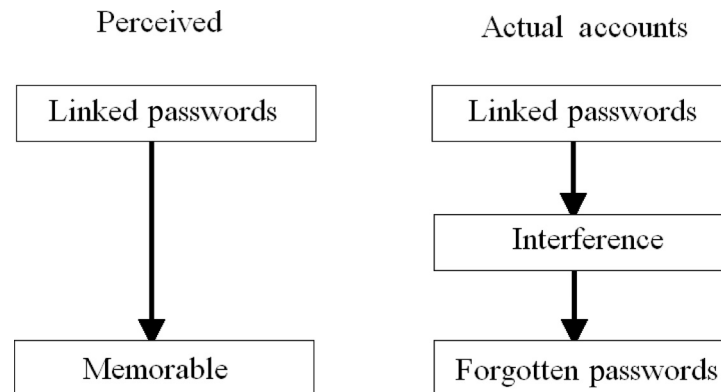 Perceived
Actual accounts
Linked passwords
Linked passwords
Interference
Memorable
Forgotten passwords